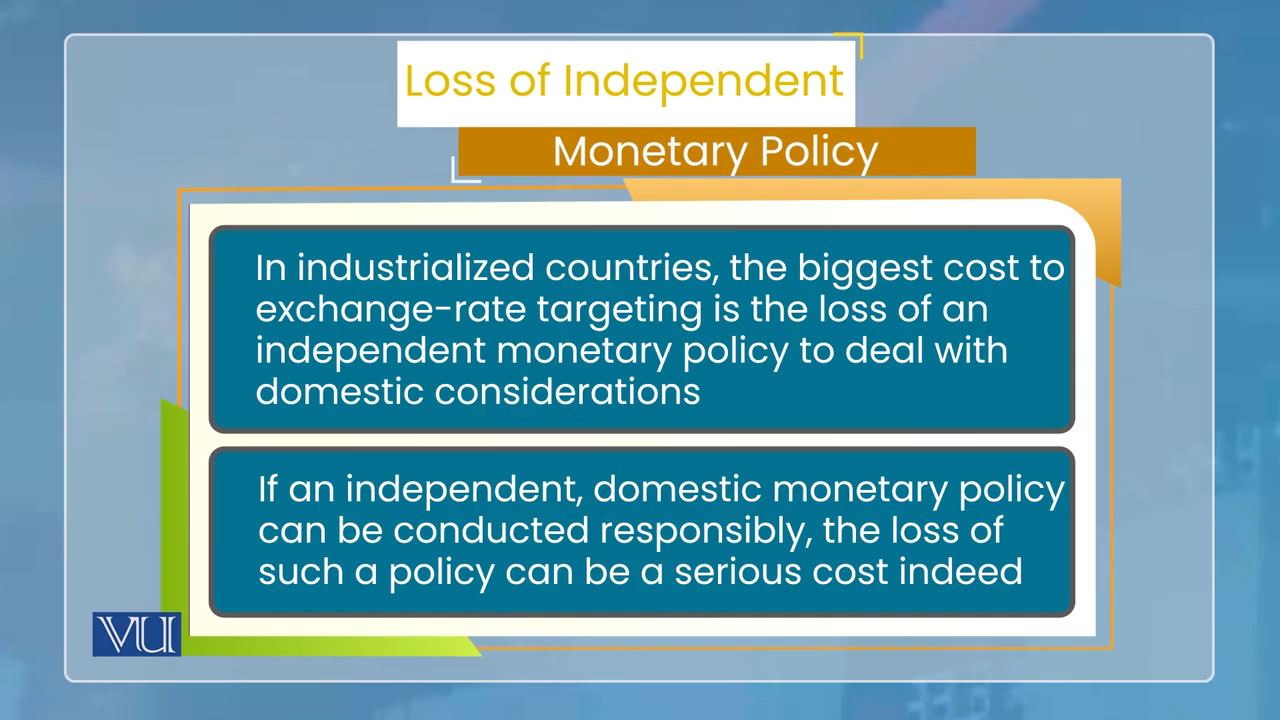 Loss of Independent
Monetary Policy
In industrialized countries, the biggest cost to
exchange-rate targeting is the loss of an
independent monetary policy to deal with
domestic considerations
If an independent, domestic monetary policy
can be conducted responsibly, the loss of
such a policy can be a serious cost indeed
VU